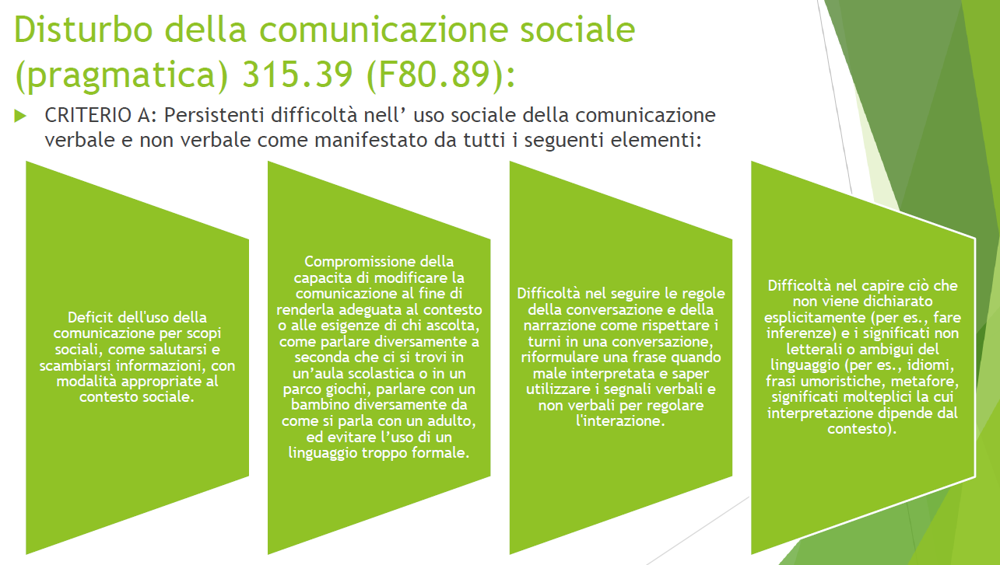 Disturbo della comunicazione sociale
(pragmatica) 315.39 (F80.89):
CRITERIO A: Persistenti difficoltà nell’ uso sociale della comunicazione
verbale e non verbale come manifestato da tutti i seguenti elementi:
Deficit dell'uso della
comunicazione per scopi
sociali, come salutarsi e
scambiarsi informazioni, con
modalità appropriate al
contesto sociale.
Compromissione della
capacita di modificare la
comunicazione al fine di
renderla adeguata al contesto
o alle esigenze di chi ascolta,
come parlare diversamente a
seconda che ci si trovi in
un’aula scolastica o in un
parco giochi, parlare con un
bambino diversamente da
come si parla con un adulto,
ed evitare l’uso di un
linguaggio troppo formale.
Difficoltà nel seguire le regole
della conversazione e della
narrazione come rispettare i
turni in una conversazione,
riformulare una frase quando
male interpretata e saper
utilizzare i segnali verbali e
non verbali per regolare
l'interazione.
Difficoltà nel capire ciò che
non viene dichiarato
esplicitamente (per es., fare
inferenze) e i significati non
letterali o ambigui del
linguaggio (per es., idiomi,
frasi umoristiche, metafore,
significati molteplici la cui
interpretazione dipende dal
contesto).